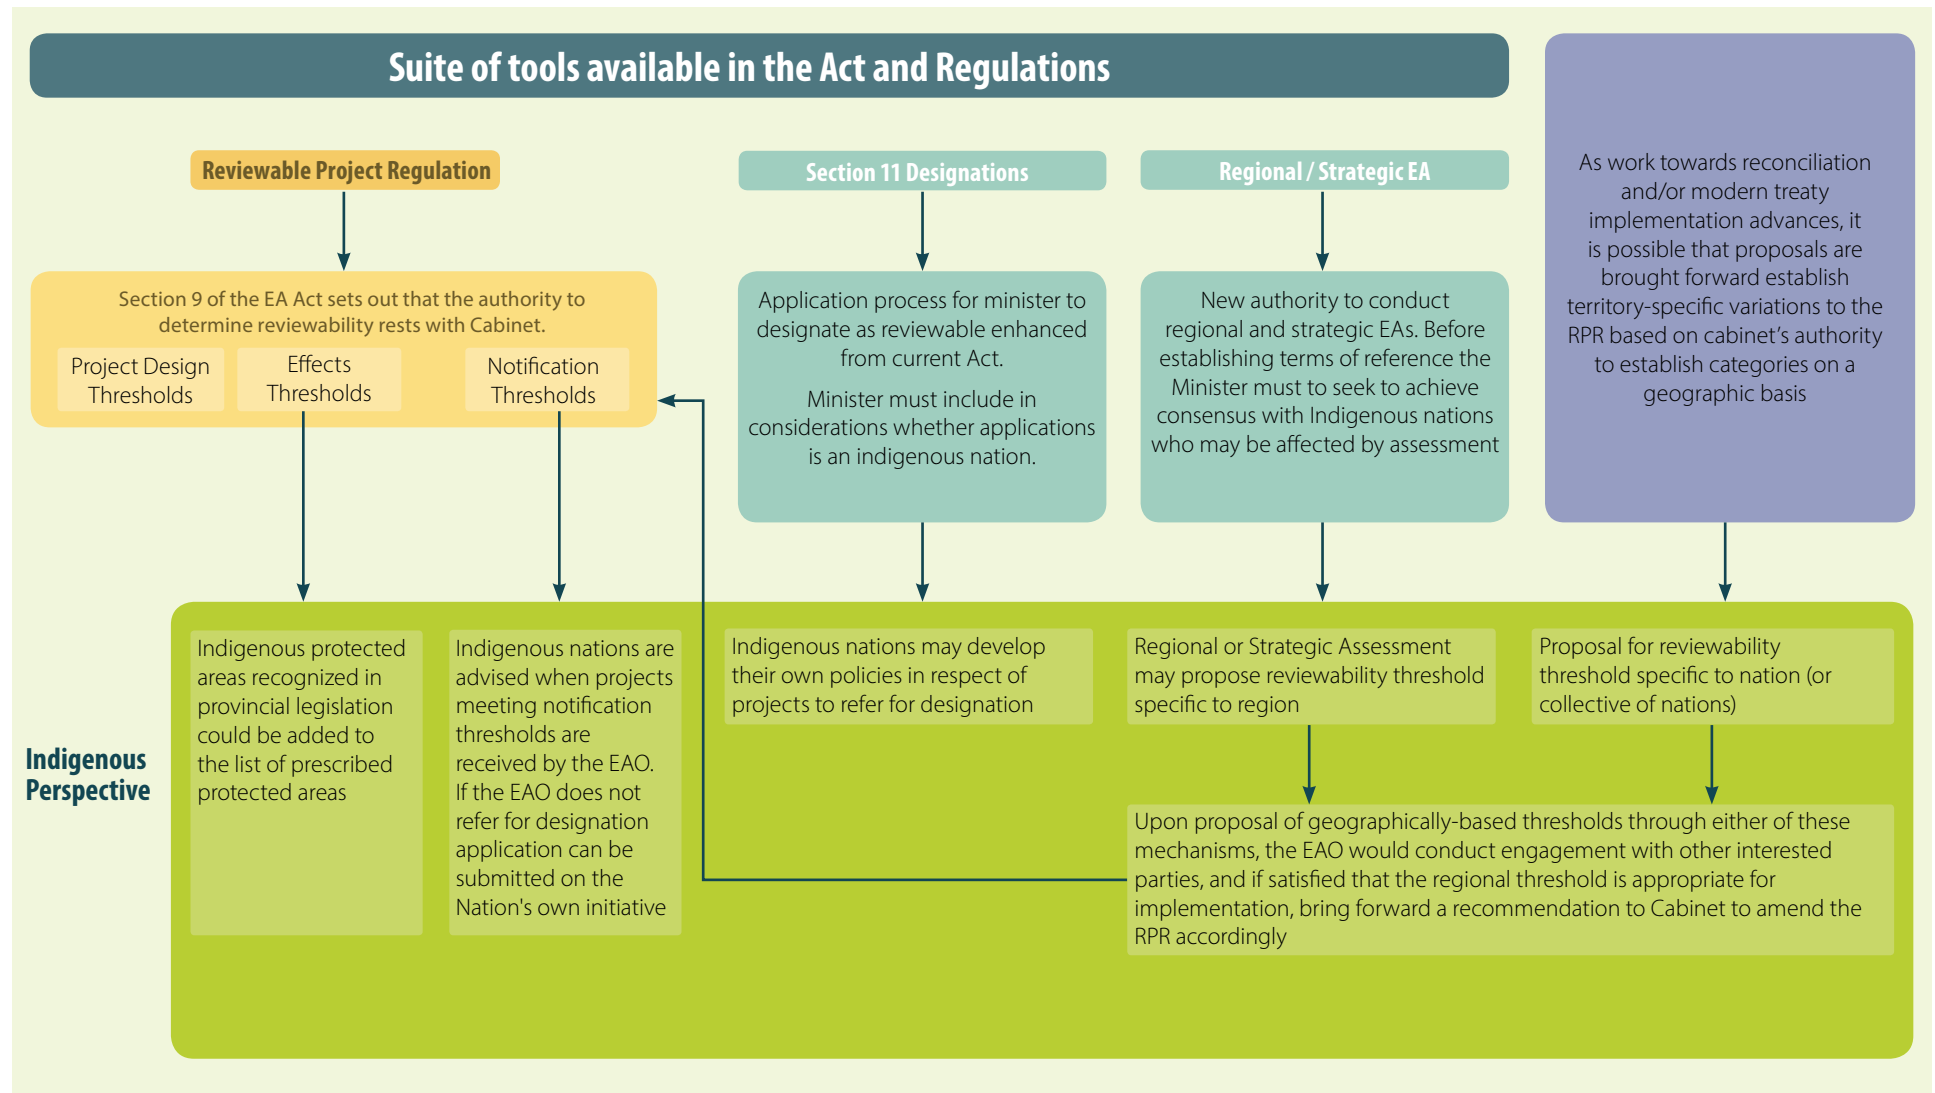 Suite of tools available in the Act and Regulations
Reviewable Project Regulation
Section 9 of the EA Act sets out that the authority to
determine reviewability rests with Cabinet.
Project Design
Thresholds
Effects
Thresholds
Notification
Thresholds
Section 11 Designations
Application process for minister to
designate as reviewable enhanced
from current Act.
Minister must include in
considerations whether applications
is an indigenous nation.
Regional / Strategic EA
New authority to conduct
regional and strategic EAs. Before
establishing terms of reference the
Minister must to seek to achieve
consensus with Indigenous nations
who may be affected by assessment
As work towards reconciliation
and/or modern treaty
implementation advances, it
is possible that proposals are
brought forward establish
territory-specific variations to the
RPR based on cabinet’s authority
to establish categories on a
geographic basis
Indigenous
Perspective
Indigenous protected
areas recognized in
provincial legislation
could be added to
the list of prescribed
protected areas
Indigenous nations are
advised when projects
meeting notification
thresholds are
received by the EAO.
If the EAO does not
refer for designation
application can be
submitted on the
Nation's own initiative
Indigenous nations may develop
their own policies in respect of
projects to refer for designation
Regional or Strategic Assessment
may propose reviewability threshold
specific to region
Proposal for reviewability
threshold specific to nation (or
collective of nations)
Upon proposal of geographically-based thresholds through either of these
mechanisms, the EAO would conduct engagement with other interested
parties, and if satisfied that the regional threshold is appropriate for
implementation, bring forward a recommendation to Cabinet to amend the
RPR accordingly